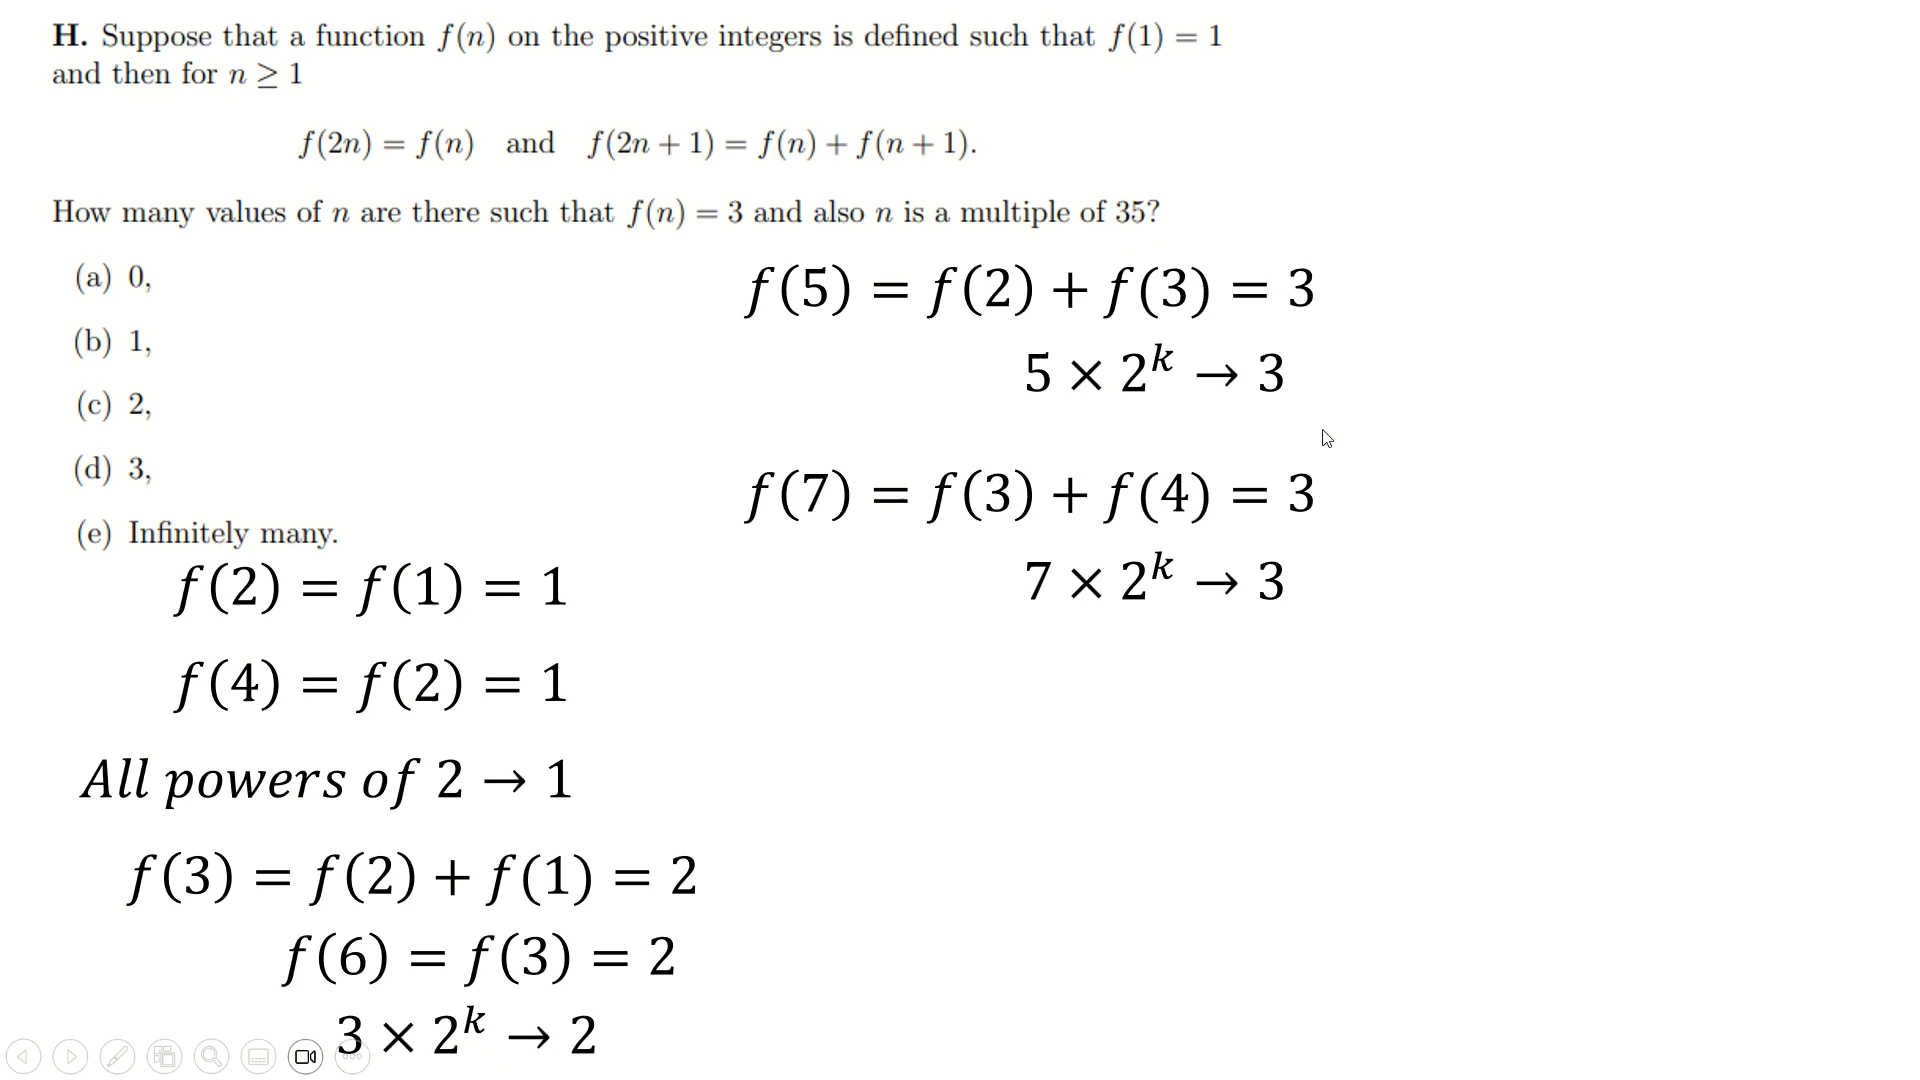 H. Suppose that a function f(n) on the positive integers is defined such that f(1) = 1
and then for n ≥ 1
f(2n) = f(n) and f(2n + 1) = f(n) + f(n + 1).
How many values of n are there such that f(n) = 3 and also n is a multiple of 35?
(a) 0,
(b) 1,
(c) 2,
(d) 3,
(e) Infinitely many.
f(2) = f(1) = 1
f(4) = f(2) = 1
All powers of 2 → 1
f(3) = f(2) + f(1) = 2
f(6) = f(3) = 2
3 × 2^k → 2
f(5) = f(2) + f(3) = 3
5 × 2^k → 3
f(7) = f(3) + f(4) = 3
7 × 2^k → 3